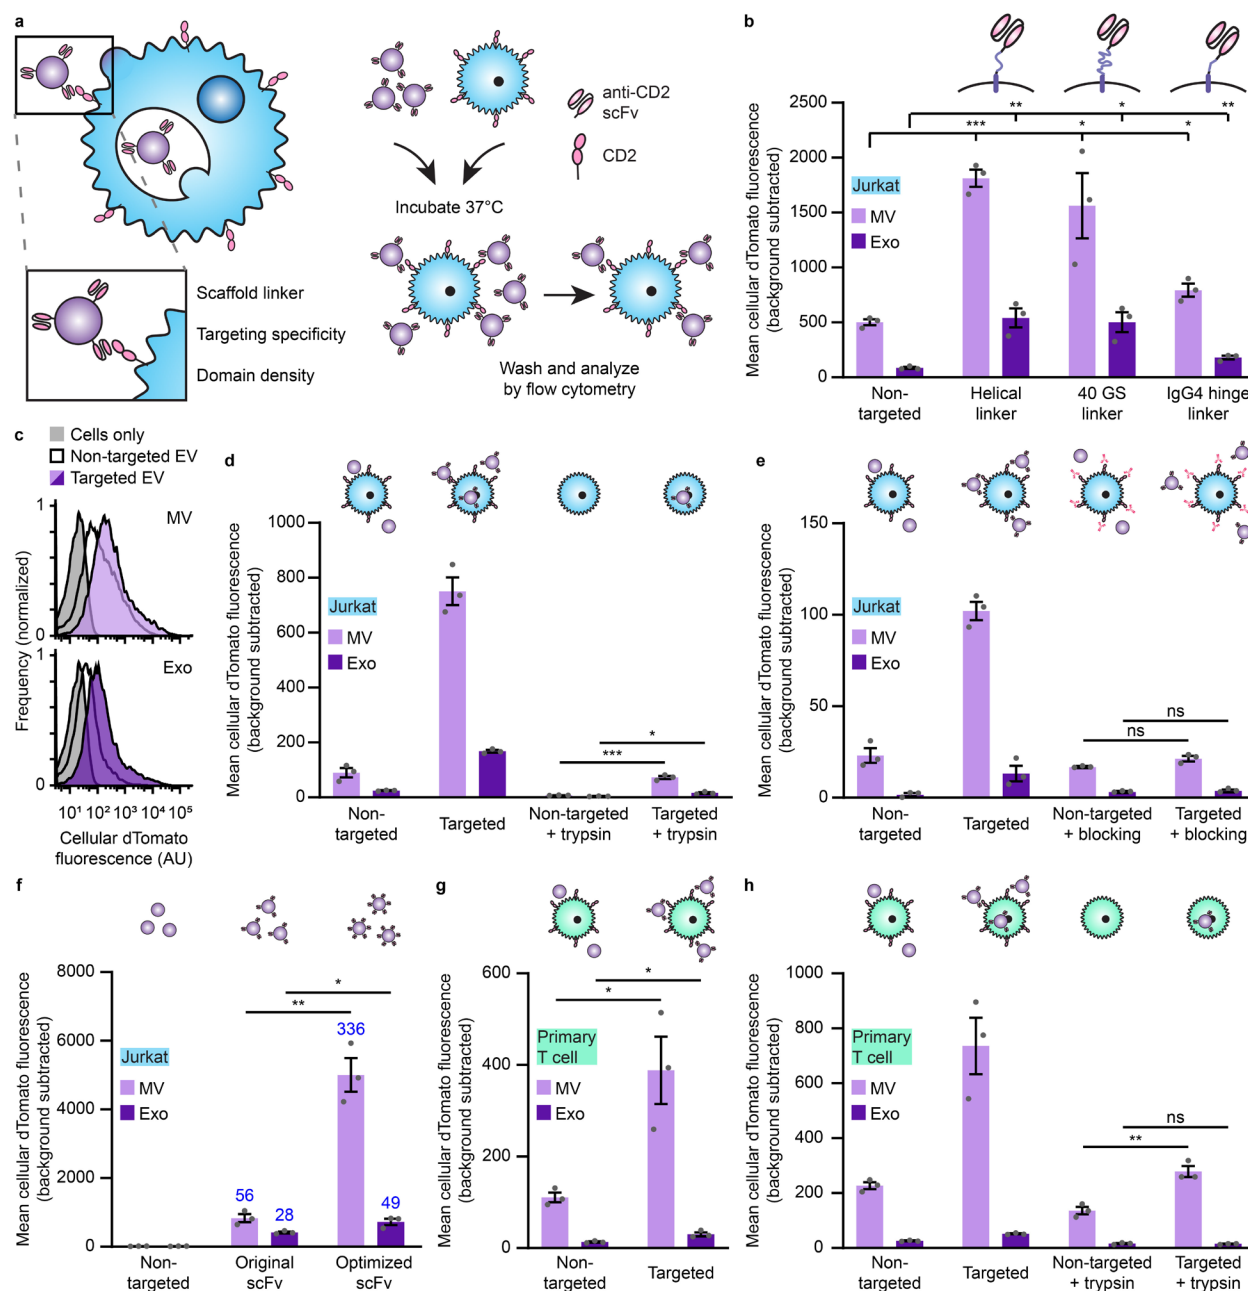 a
anti-CD2
scFv
CD2
Incubate 37°C
Scaffold linker
Targeting specificity
Domain density
Wash and analyze
by flow cytometry
b
Mean cellular dTomato fluorescence
(background subtracted)
2500
2000
1500
1000
500
0
**
*
**
***
*
*
Jurkat
MV
Exo
Non-
targeted
Helical
linker
40 GS
linker
IgG4 hinge
linker
c
Cells only
Non-targeted EV
Targeted EV
Frequency (normalized)
1
MV
0
1
Exo
0
10¹ 10² 10³ 10⁴ 10⁵
Cellular dTomato
fluorescence (AU)
d
Mean cellular dTomato fluorescence
(background subtracted)
1000
800
600
400
200
0
Jurkat
MV
Exo
*
***
Non-
targeted
Targeted
Non-targeted
+ trypsin
Targeted
+ trypsin
e
Mean cellular dTomato fluorescence
(background subtracted)
150
100
50
0
Jurkat
MV
Exo
ns
ns
Non-
targeted
Targeted
Non-targeted
+ blocking
Targeted
+ blocking
f
Mean cellular dTomato fluorescence
(background subtracted)
8000
6000
4000
2000
0
Jurkat
MV
Exo
*
**
336
56
28
49
Non-
targeted
Original
scFv
Optimized
scFv
g
Mean cellular dTomato fluorescence
(background subtracted)
600
400
200
0
*
*
Primary
T cell
MV
Exo
Non-
targeted
Targeted
h
Mean cellular dTomato fluorescence
(background subtracted)
1000
800
600
400
200
0
Primary
T cell
MV
Exo
ns
**
Non-
targeted
Targeted
Non-targeted
+ trypsin
Targeted
+ trypsin